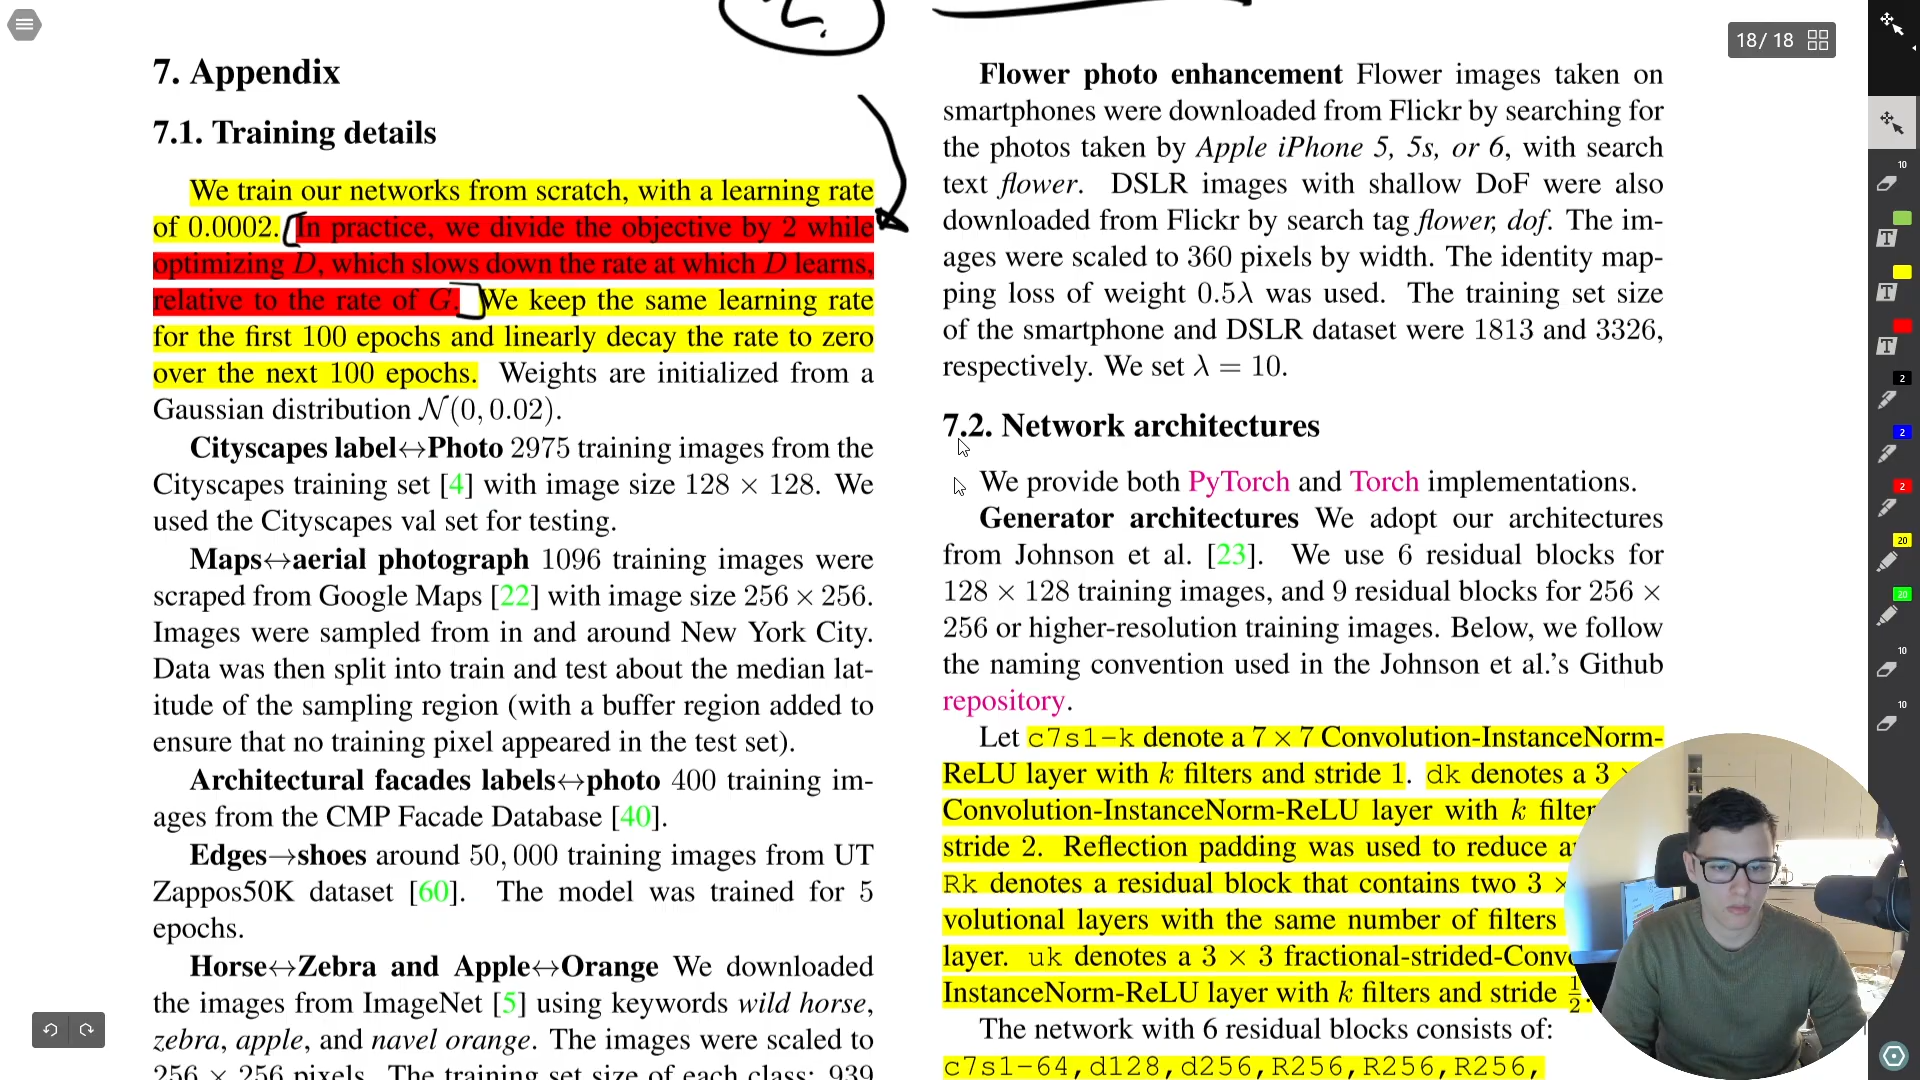 18/ 18
7. Appendix
7.1. Training details
We train our networks from scratch, with a learning rate
of 0.0002. In practice, we divide the objective by 2 while
optimizing D, which slows down the rate at which D learns,
relative to the rate of G. We keep the same learning rate
for the first 100 epochs and linearly decay the rate to zero
over the next 100 epochs. Weights are initialized from a
Gaussian distribution 𝒩(0, 0.02).
Cityscapes label↔Photo 2975 training images from the
Cityscapes training set [4] with image size 128 × 128. We
used the Cityscapes val set for testing.
Maps↔aerial photograph 1096 training images were
scraped from Google Maps [22] with image size 256 × 256.
Images were sampled from in and around New York City.
Data was then split into train and test about the median lat-
itude of the sampling region (with a buffer region added to
ensure that no training pixel appeared in the test set).
Architectural facades labels↔photo 400 training im-
ages from the CMP Facade Database [40].
Edges→shoes around 50, 000 training images from UT
Zappos50K dataset [60]. The model was trained for 5
epochs.
Horse↔Zebra and Apple↔Orange We downloaded
the images from ImageNet [5] using keywords wild horse,
zebra, apple, and navel orange. The images were scaled to
256 × 256 pixels. The training set size of each class: 939
Flower photo enhancement Flower images taken on
smartphones were downloaded from Flickr by searching for
the photos taken by Apple iPhone 5, 5s, or 6, with search
text flower. DSLR images with shallow DoF were also
downloaded from Flickr by search tag flower, dof. The im-
ages were scaled to 360 pixels by width. The identity map-
ping loss of weight 0.5λ was used. The training set size
of the smartphone and DSLR dataset were 1813 and 3326,
respectively. We set λ = 10.
7.2. Network architectures
We provide both PyTorch and Torch implementations.
Generator architectures We adopt our architectures
from Johnson et al. [23]. We use 6 residual blocks for
128 × 128 training images, and 9 residual blocks for 256 ×
256 or higher-resolution training images. Below, we follow
the naming convention used in the Johnson et al.'s Github
repository.
Let c7s1-k denote a 7 × 7 Convolution-InstanceNorm-
ReLU layer with k filters and stride 1. dk denotes a 3
Convolution-InstanceNorm-ReLU layer with k
stride 2. Reflection padding was used to reduce
Rk denotes a residual block that contains two 3 ×
volutional layers with the same number of filters
layer. uk denotes a 3 × 3 fractional-strided-
InstanceNorm-ReLU layer with k filters and stride 1/2.
The network with 6 residual blocks consists of:
c7s1-64,d128,d256,R256,R256,R256,
10
T
T
T
2
2
2
20
20
10
10